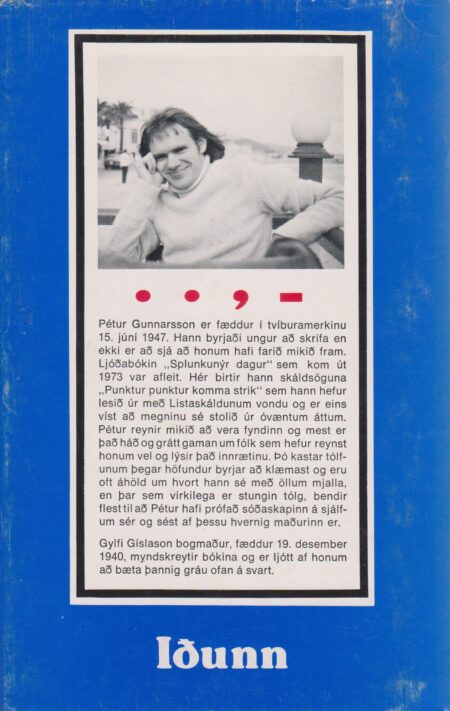 • • , -
Pétur Gunnarsson er fæddur í tvíburamerkinu
15. júní 1947. Hann byrjaði ungur að skrifa en
ekki er að sjá að honum hafi farið mikið fram.
Ljóðabókin „Splunkunýr dagur" sem kom út
1973 var afleit. Hér birtir hann skáldsöguna
"Punktur punktur komma strik" sem hann hefur
lesið úr með Listaskáldunum vondu og er eins
víst að megninu sé stolið úr óvæntum áttum.
Pétur reynir mikið að vera fyndinn og mest er
það háð og grátt gaman um fólk sem hefur reynst
honum vel og lýsir það innrætinu. Þó kastar tólf-
unum þegar höfundur byrjar að klæmast og eru
oft áhöld um hvort hann sé með öllum mjalla,
en þar sem virkilega er stungin tólg, bendir
flest til að Pétur hafi prófað sóðaskapinn á sjálf-
um sér og sést af þessu hvernig maðurinn er.
Gylfi Gíslason bogmaður, fæddur 19. desember
1940, myndskreytir bókina og er ljótt af honum
að bæta þannig gráu ofan á svart.
Iðunn